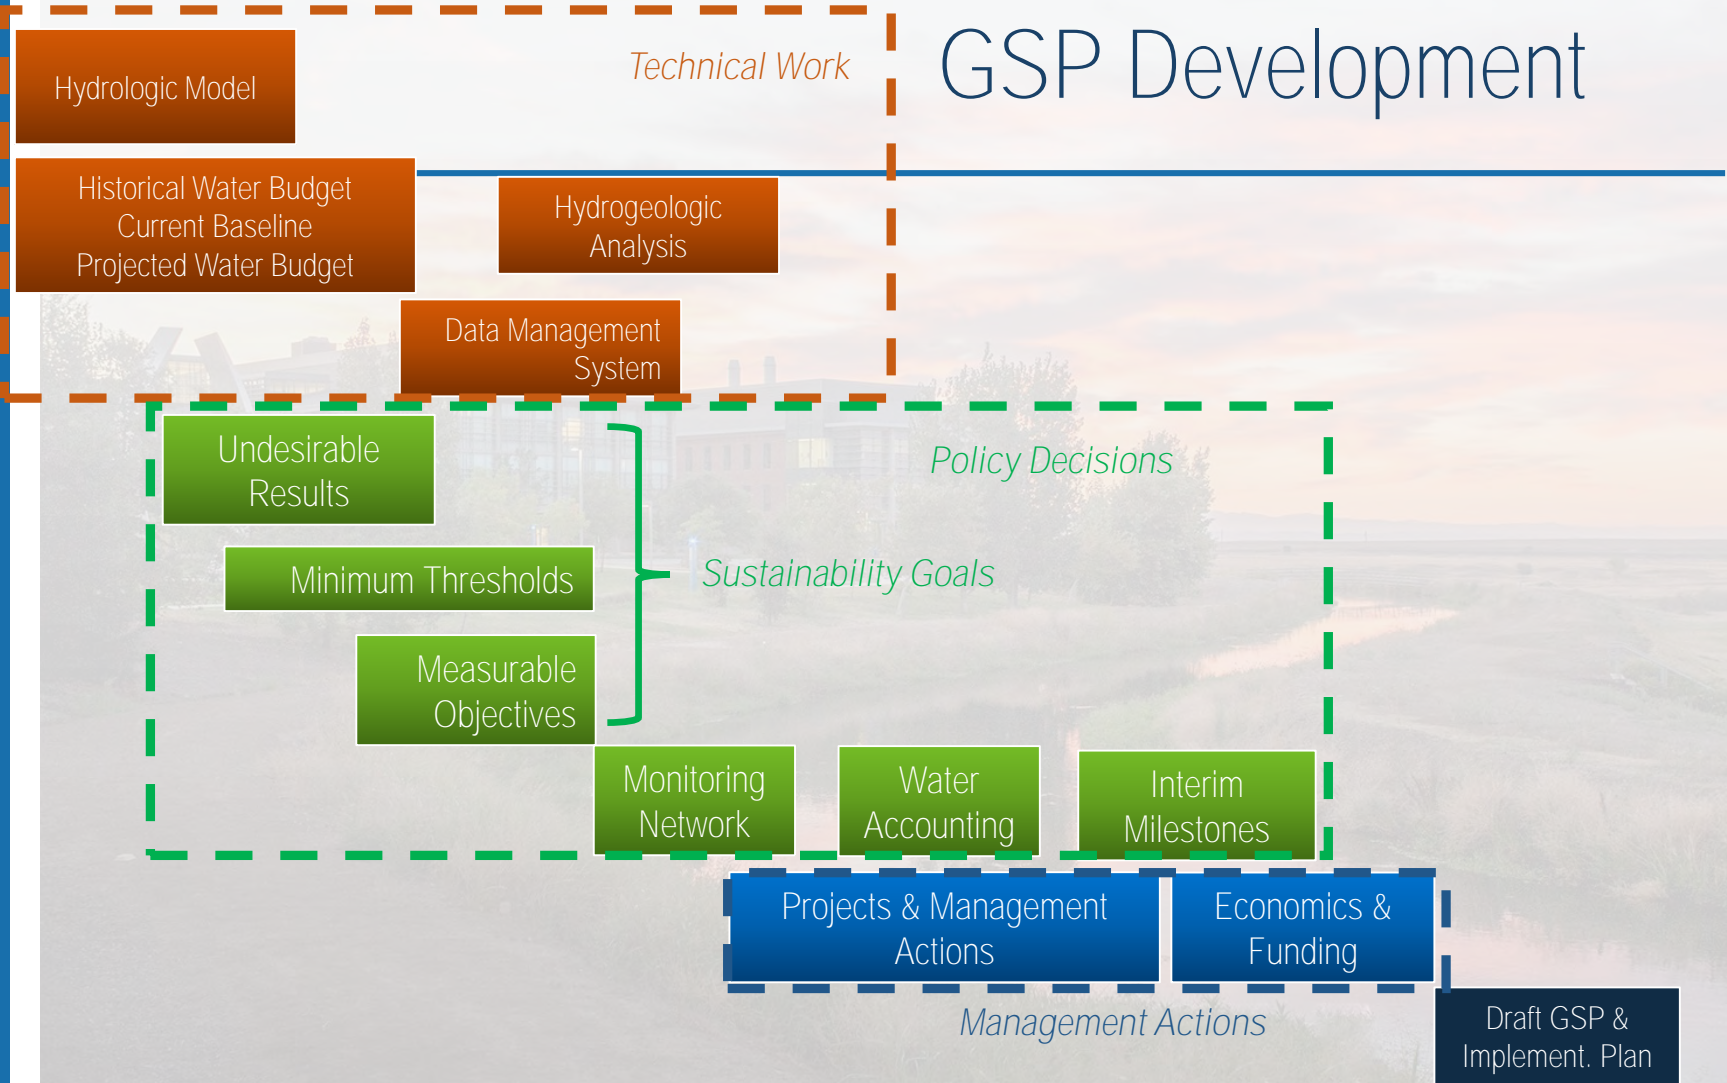 GSP Development
Technical Work
Hydrologic Model
Historical Water Budget
Current Baseline
Projected Water Budget
Hydrogeologic
Analysis
Data Management
System
Undesirable
Results
Policy Decisions
Minimum Thresholds
Sustainability Goals
Measurable
Objectives
Monitoring
Network
Water
Accounting
Interim
Milestones
Projects & Management
Actions
Economics &
Funding
Management Actions
Draft GSP &
Implement. Plan